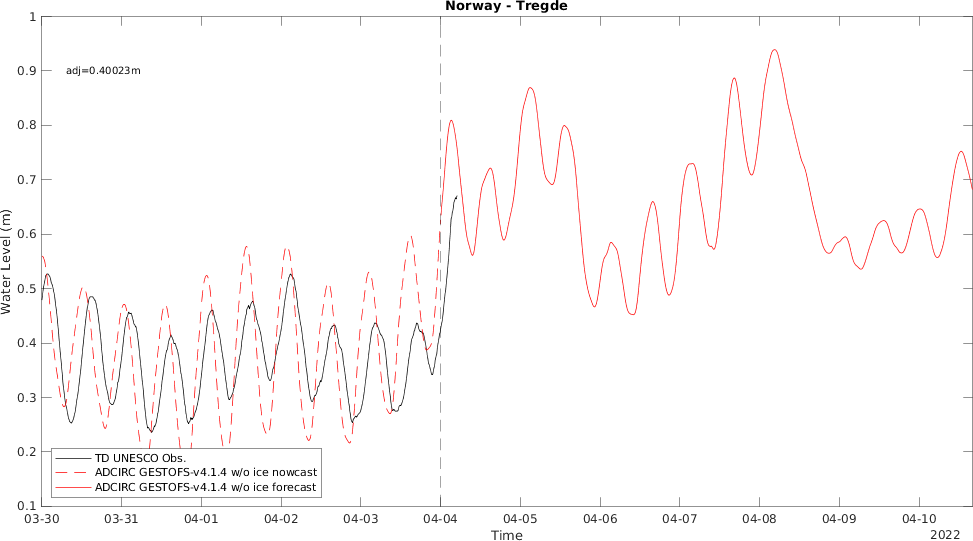 Norway - Tregde
adj=0.40023m
Water Level (m)
1
0.9
0.8
0.7
0.6
0.5
0.4
0.3
0.2
0.1
TD UNESCO Obs.
ADCIRC GESTOFS-v4.1.4 w/o ice nowcast
ADCIRC GESTOFS-v4.1.4 w/o ice forecast
03-30 03-31 04-01 04-02 04-03 04-04 04-05 04-06 04-07 04-08 04-09 04-10
Time
2022